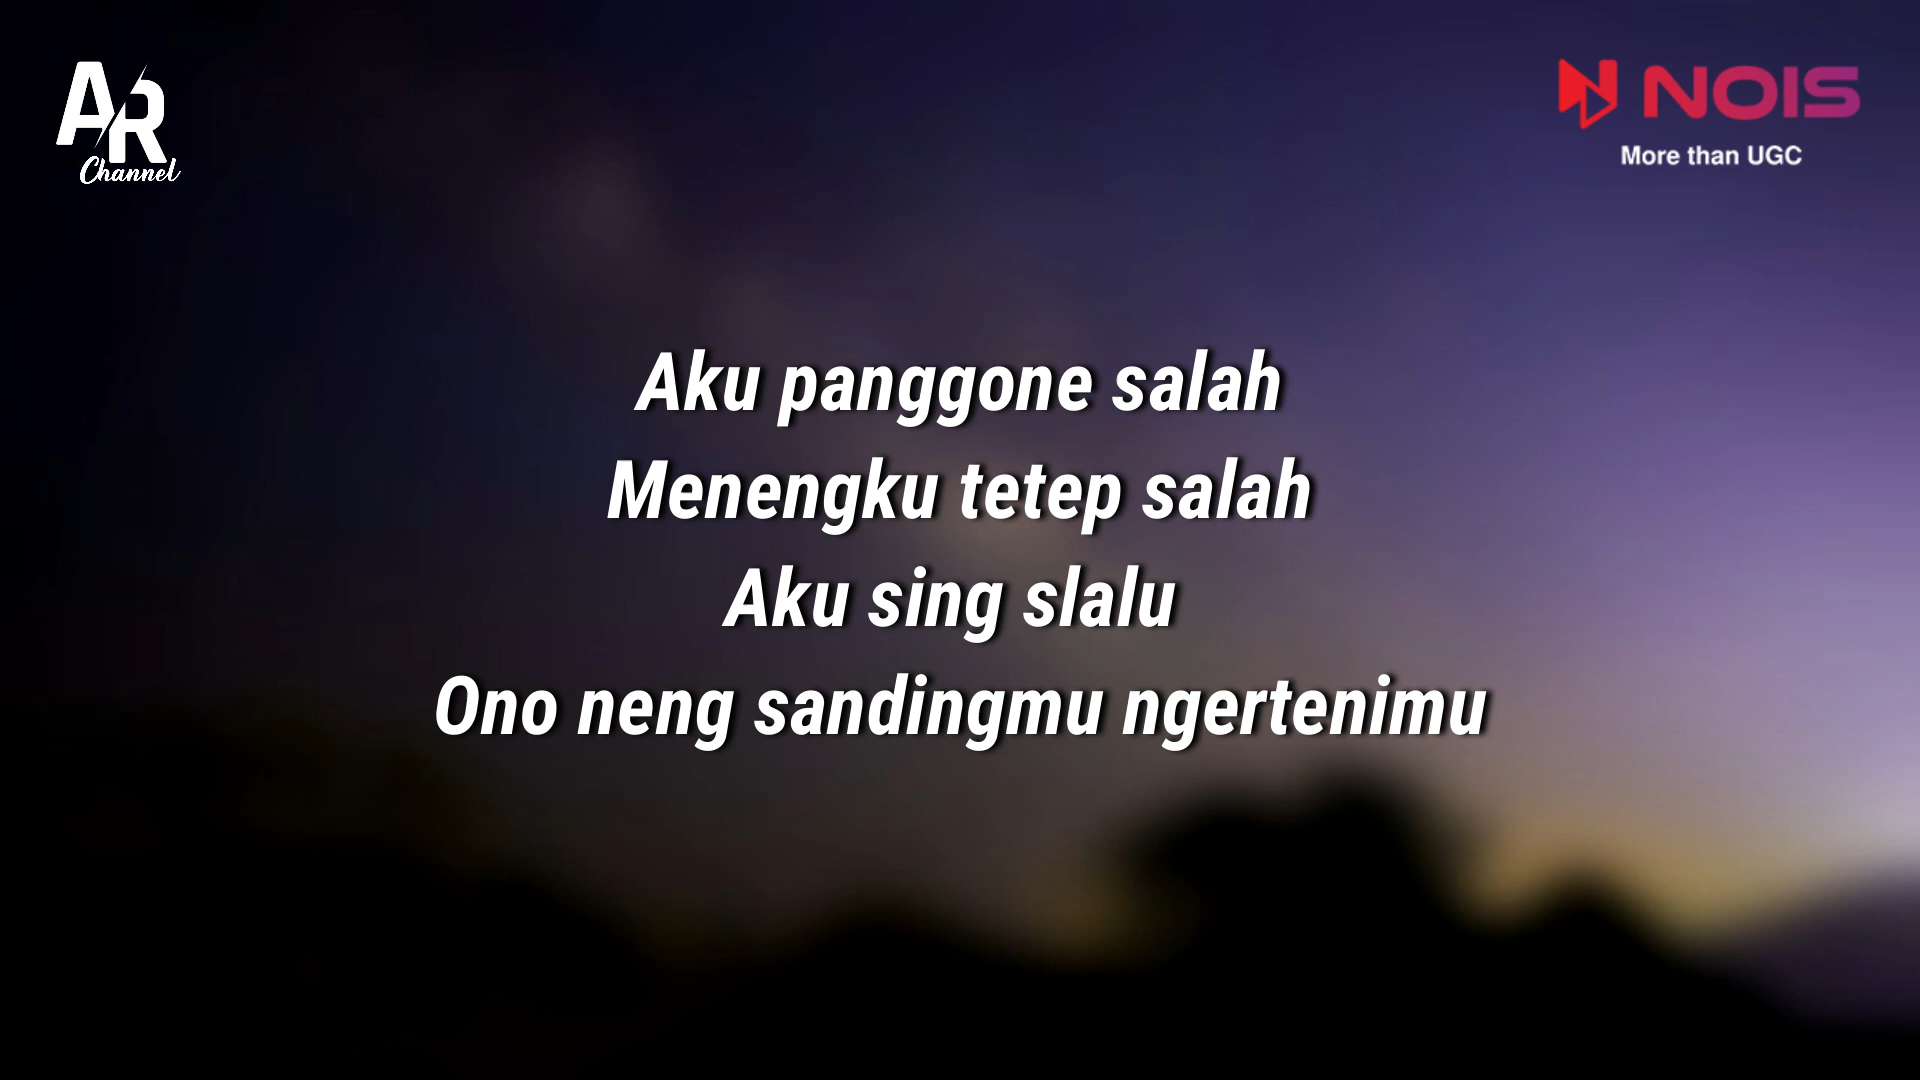 AR
Channel
NOIS
More than UGC
Aku panggone salah
Menengku tetep salah
Aku sing slalu
Ono neng sandingmu ngertenimu